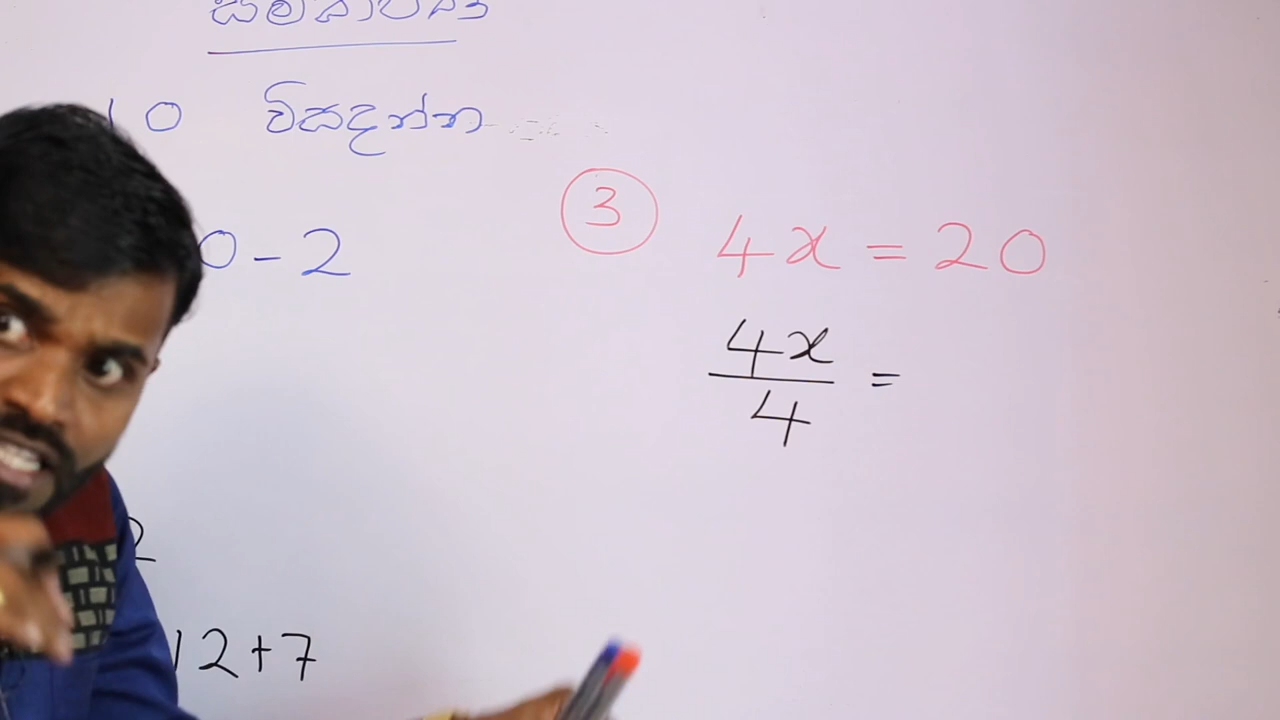 සමීකරණ
10 විසඳන්න
0 - 2
2
12 + 7
③ 4x = 20
4x/4 =